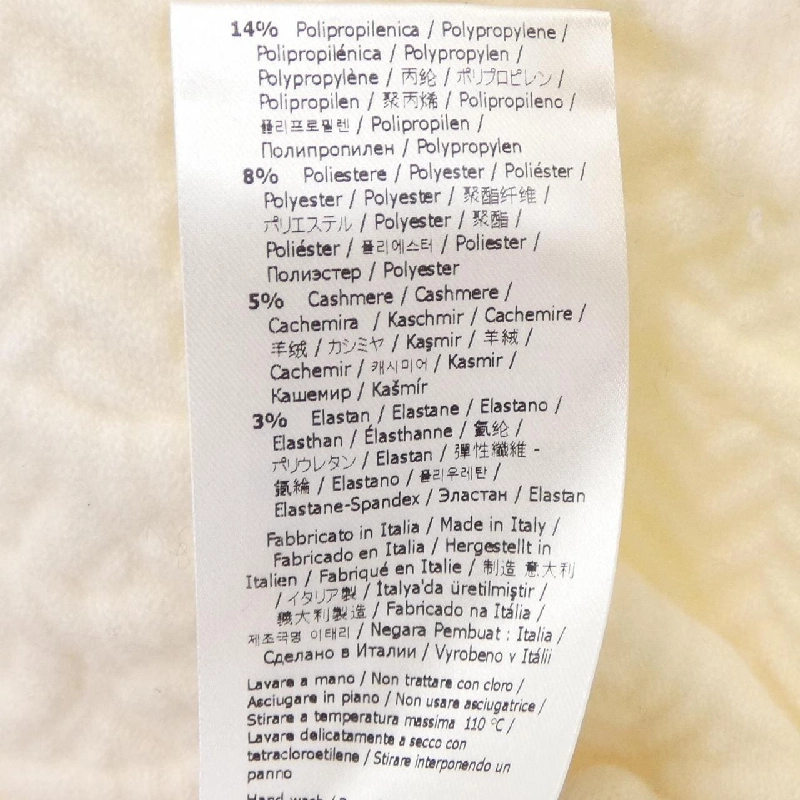 14% Polipropilenica / Polypropylene /
Polipropilénica / Polypropylen /
Polypropylène / 丙纶 / ポリプロピレン /
Polipropilen / 聚丙烯 / Polipropileno /
폴리프로필렌 / Polipropilen /
Полипропилен / Polypropylen
8% Poliestere / Polyester / Poliéster /
Polyester / Polyester / 聚酯纤维 /
ポリエステル / Polyester / 聚酯 /
Poliéster / 폴리에스터 / Poliester /
Полиэстер / Polyester
5% Cashmere / Cashmere /
Cachemira / Kaschmir / Cachemire /
羊绒 / カシミヤ / Kaşmir / 羊絨 /
Cachemir / 캐시미어 / Kasmir /
Кашемир / Kašmír
3% Elastan / Elastane / Elastano /
Elasthan / Élasthanne / 氨纶 /
ポリウレタン / Elastan / 彈性纖維 -
氨綸 / Elastano / 폴리우레탄 /
Elastane-Spandex / Эластан / Elastan
Fabbricato in Italia / Made in Italy /
Fabricado en Italia / Hergestellt in
Italien / Fabriqué en Italie / 制造 意大利
/ イタリア製 / İtalya'da üretilmiştir /
義大利製造 / Fabricado na Itália /
제조국명 이태리 / Negara Pembuat : Italia /
Сделано в Италии / Vyrobeno v Itálii
Lavare a mano / Non trattare con cloro /
Asciugare in piano / Non usare asciugatrice /
Stirare a temperatura massima 110 °C /
Lavare delicatamente a secco con
tetracloroetilene / Stirare interponendo un
panno
Hand wash /